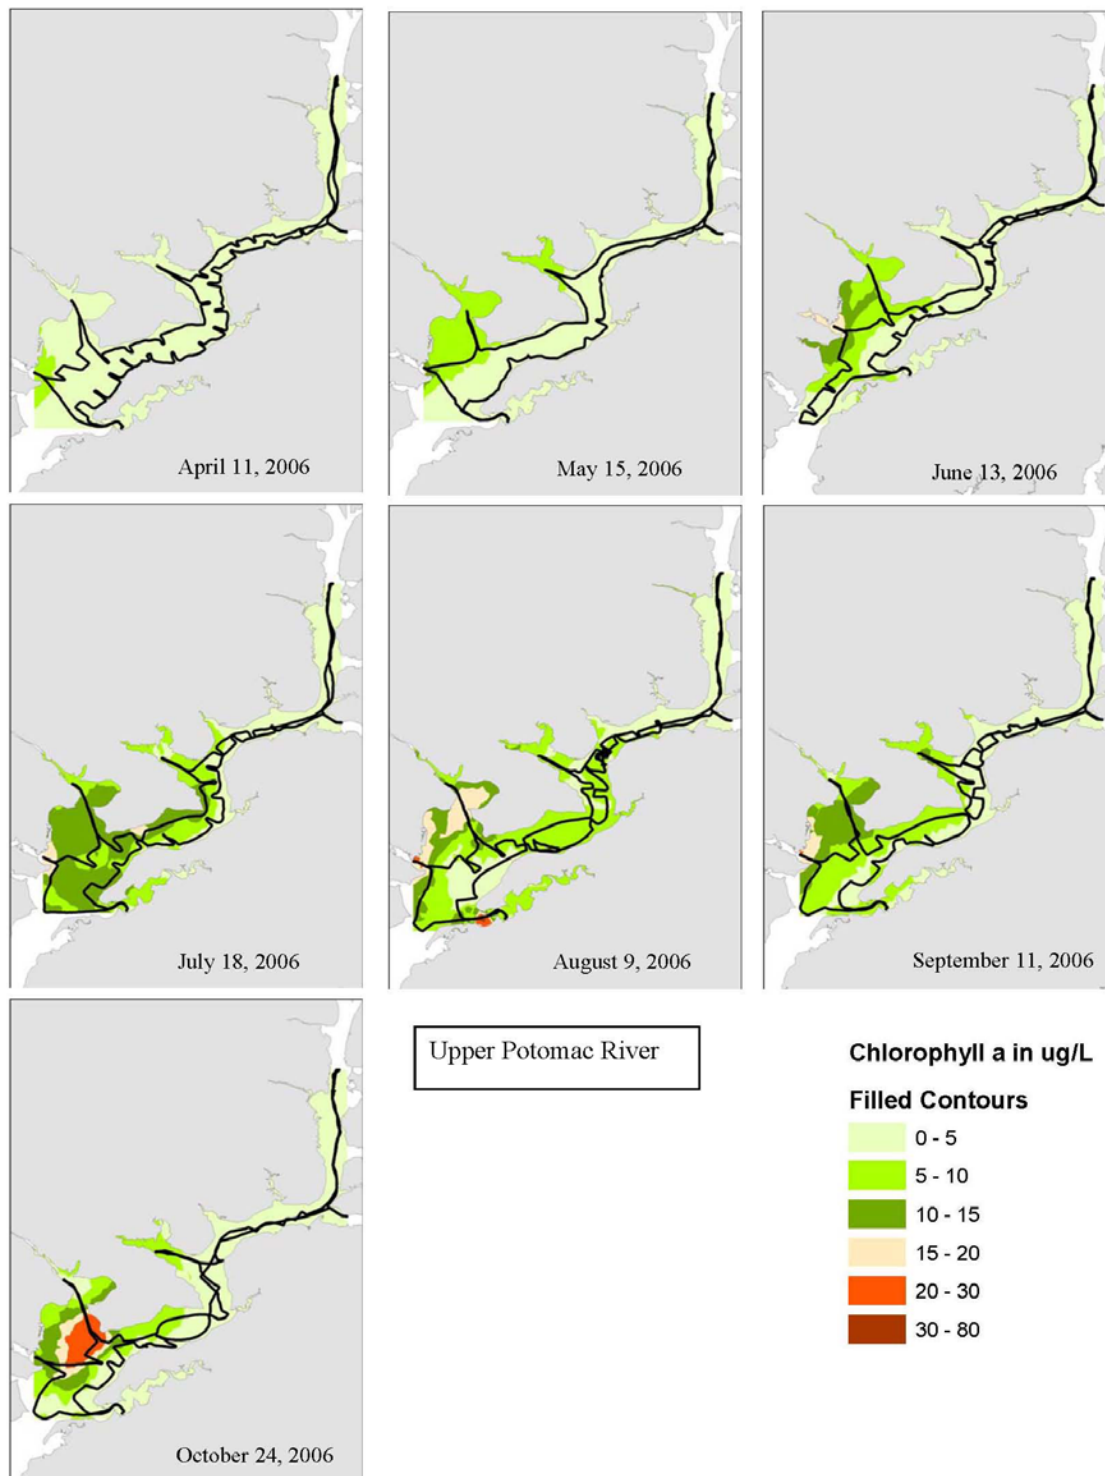 April 11, 2006
May 15, 2006
June 13, 2006
July 18, 2006
August 9, 2006
September 11, 2006
October 24, 2006
Upper Potomac River
Chlorophyll a in ug/L
Filled Contours
0 - 5
5 - 10
10 - 15
15 - 20
20 - 30
30 - 80